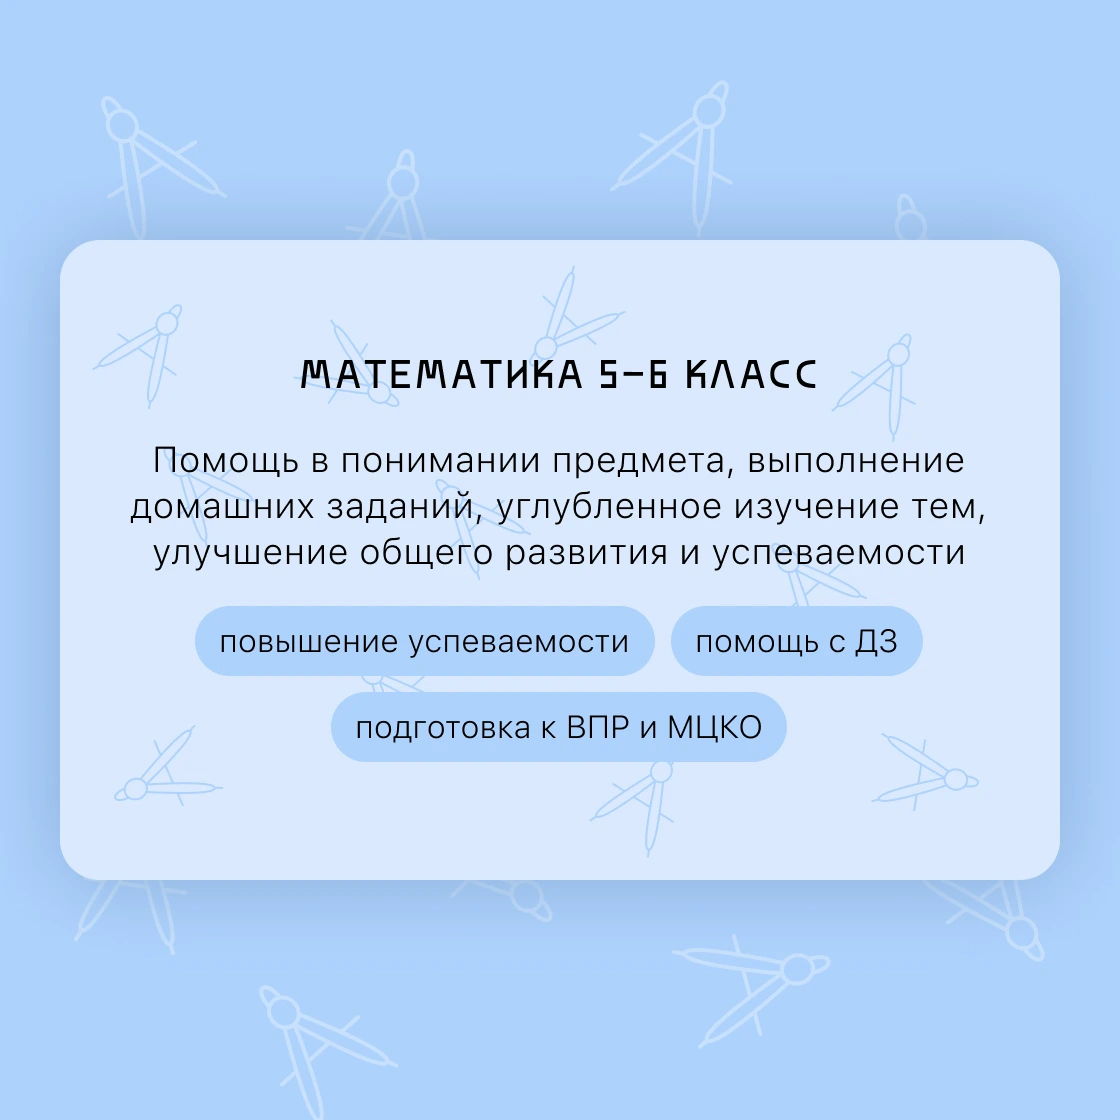 МАТЕМАТИКА 5–6 КЛАСС
Помощь в понимании предмета, выполнение
домашних заданий, углубленное изучение тем,
улучшение общего развития и успеваемости
повышение успеваемости
помощь с ДЗ
подготовка к ВПР и МЦКО